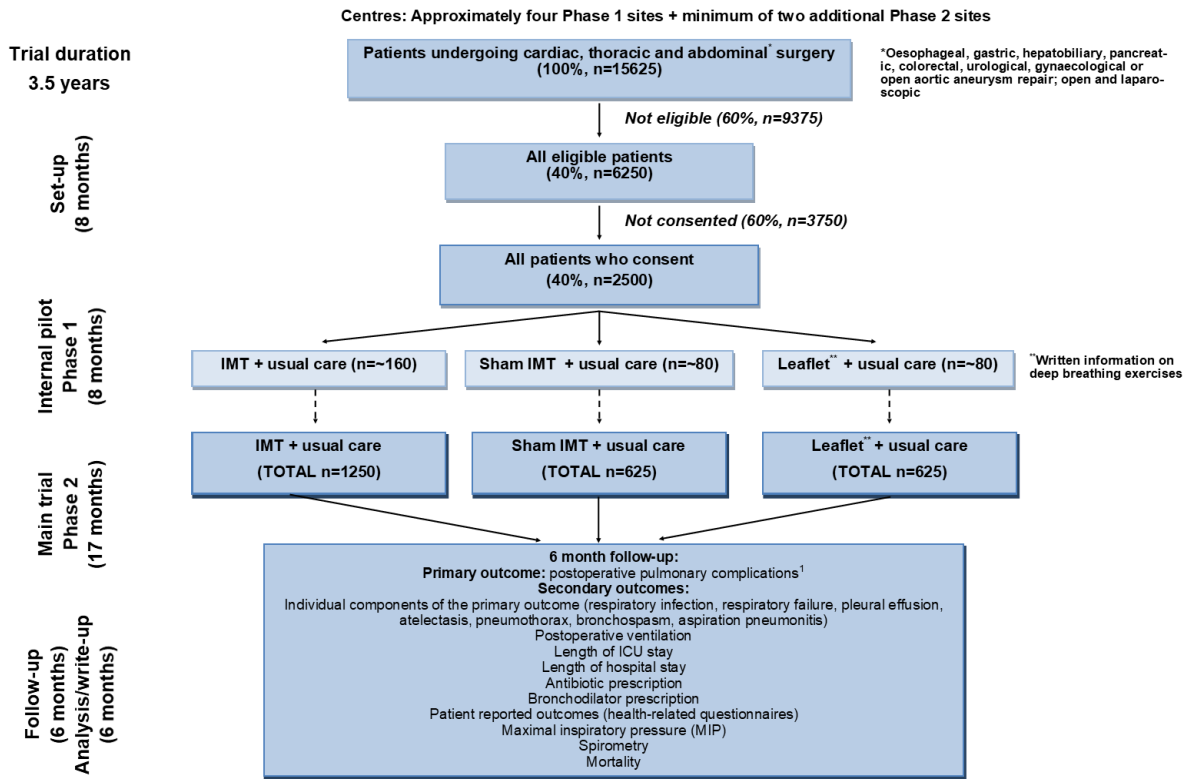 Centres: Approximately four Phase 1 sites + minimum of two additional Phase 2 sites
Trial duration
3.5 years
Patients undergoing cardiac, thoracic and abdominal* surgery
(100%, n=15625)
*Oesophageal, gastric, hepatobiliary, pancreat-
ic, colorectal, urological, gynaecological or
open aortic aneurysm repair; open and laparo-
scopic
Not eligible (60%, n=9375)
Set-up
(8 months)
All eligible patients
(40%, n=6250)
Not consented (60%, n=3750)
All patients who consent
(40%, n=2500)
Internal pilot
Phase 1
(8 months)
IMT + usual care (n=~160)
Sham IMT + usual care (n=~80)
Leaflet** + usual care (n=~80)
**Written information on
deep breathing exercises
Main trial
Phase 2
(17 months)
IMT + usual care
(TOTAL n=1250)
Sham IMT + usual care
(TOTAL n=625)
Leaflet** + usual care
(TOTAL n=625)
Follow-up
(6 months)
Analysis/write-up
(6 months)
6 month follow-up:
Primary outcome: postoperative pulmonary complications1
Secondary outcomes:
Individual components of the primary outcome (respiratory infection, respiratory failure, pleural effusion,
atelectasis, pneumothorax, bronchospasm, aspiration pneumonitis)
Postoperative ventilation
Length of ICU stay
Length of hospital stay
Antibiotic prescription
Bronchodilator prescription
Patient reported outcomes (health-related questionnaires)
Maximal inspiratory pressure (MIP)
Spirometry
Mortality